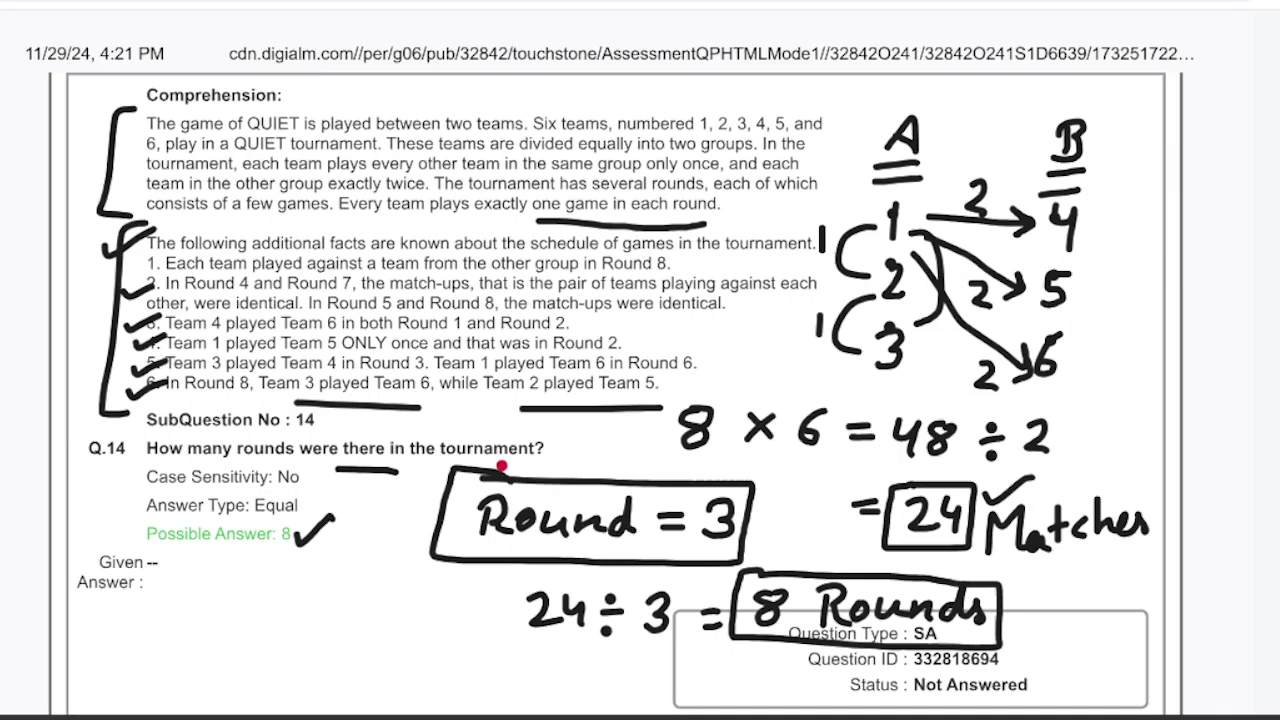 11/29/24, 4:21 PM cdn.digialm.com//per/g06/pub/32842/touchstone/AssessmentQPHTMLMode1//32842O241/32842O241S1D6639/173251722...
Comprehension:
The game of QUIET is played between two teams. Six teams, numbered 1, 2, 3, 4, 5, and
6, play in a QUIET tournament. These teams are divided equally into two groups. In the
tournament, each team plays every other team in the same group only once, and each
team in the other group exactly twice. The tournament has several rounds, each of which
consists of a few games. Every team plays exactly one game in each round.
The following additional facts are known about the schedule of games in the tournament.
1. Each team played against a team from the other group in Round 8.
2. In Round 4 and Round 7, the match-ups, that is the pair of teams playing against each
other, were identical. In Round 5 and Round 8, the match-ups were identical.
3. Team 4 played Team 6 in both Round 1 and Round 2.
4. Team 1 played Team 5 ONLY once and that was in Round 2.
5. Team 3 played Team 4 in Round 3. Team 1 played Team 6 in Round 6.
6. In Round 8, Team 3 played Team 6, while Team 2 played Team 5.
A B
1 2 4
1 2 2 5
1 3 2 6
SubQuestion No : 14
Q.14 How many rounds were there in the tournament?
8 × 6 = 48 ÷ 2
Case Sensitivity: No
Answer Type: Equal
Round = 3
= 24 Matches
Possible Answer: 8
Given --
Answer :
24 ÷ 3 = 8 Rounds
Question Type : SA
Question ID : 332818694
Status : Not Answered